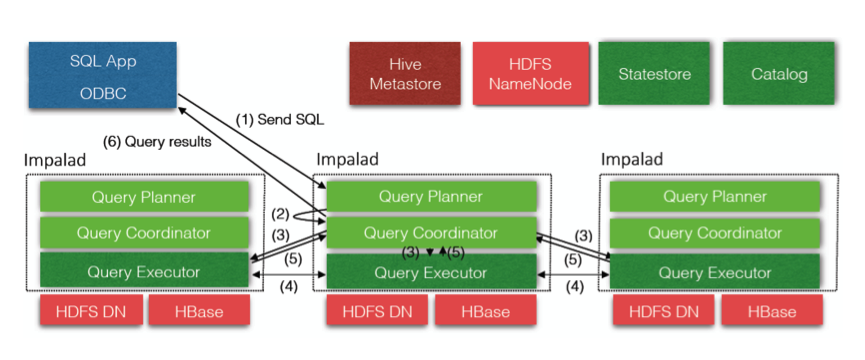 SQL App
ODBC
Hive
Metastore
HDFS
NameNode
Statestore
Catalog
(1) Send SQL
(6) Query results
Impalad
Impalad
Impalad
Query Planner
Query Planner
Query Planner
(2)
Query Coordinator
Query Coordinator
Query Coordinator
(3)
(3)
(3)
(5)
(5)
(5)
Query Executor
Query Executor
Query Executor
(4)
(4)
HDFS DN
HBase
HDFS DN
HBase
HDFS DN
HBase